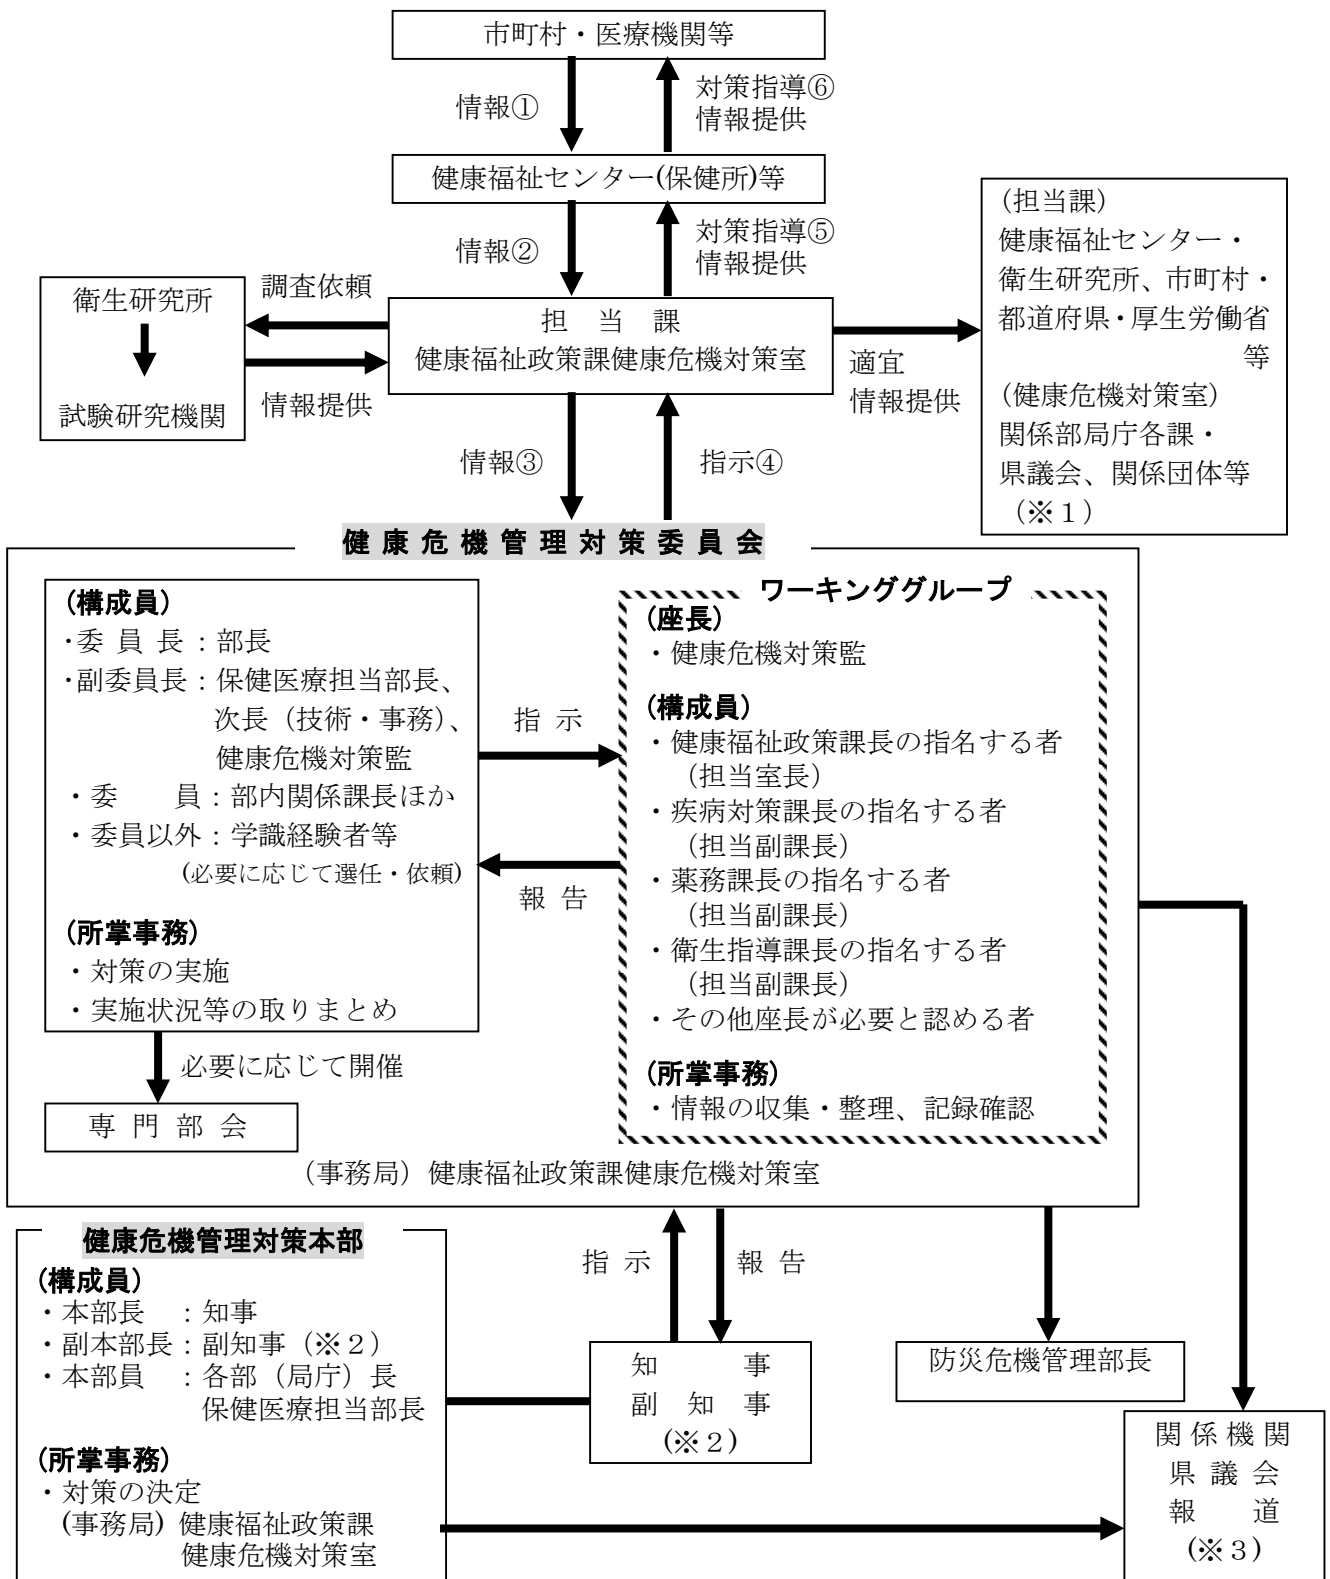 市町村・医療機関等
情報①
対策指導⑥
情報提供
健康福祉センター(保健所)等
情報②
対策指導⑤
情報提供
(担当課)
健康福祉センター・
衛生研究所、市町村・
都道府県・厚生労働省
等
(健康危機対策室)
関係部局庁各課・
県議会、関係団体等
（※１）
衛生研究所
試験研究機関
調査依頼
情報提供
担　当　課
健康福祉政策課健康危機対策室
適宜
情報提供
情報③
指示④
健康危機管理対策委員会
(構成員)
・委員長：部長
・副委員長：保健医療担当部長、
次長（技術・事務)、
健康危機対策監
・委　　員：部内関係課長ほか
・委員以外：学識経験者等
(必要に応じて選任・依頼)
(所掌事務)
・対策の実施
・実施状況等の取りまとめ
指 示
報 告
ワーキンググループ
(座長)
・健康危機対策監
(構成員)
・健康福祉政策課長の指名する者
（担当室長）
・疾病対策課長の指名する者
（担当副課長）
・薬務課長の指名する者
（担当副課長）
・衛生指導課長の指名する者
（担当副課長）
・その他座長が必要と認める者
(所掌事務)
・情報の収集・整理、記録確認
必要に応じて開催
専 門 部 会
（事務局）健康福祉政策課健康危機対策室
健康危機管理対策本部
(構成員)
・本部長　：知事
・副本部長：副知事（※２）
・本部員　：各部（局庁）長
保健医療担当部長
(所掌事務)
・対策の決定
(事務局) 健康福祉政策課
健康危機対策室
指 示
報 告
知　　　事
副　知　事
(※２)
防災危機管理部長
関係機関
県 議 会
報　　道
(※３)